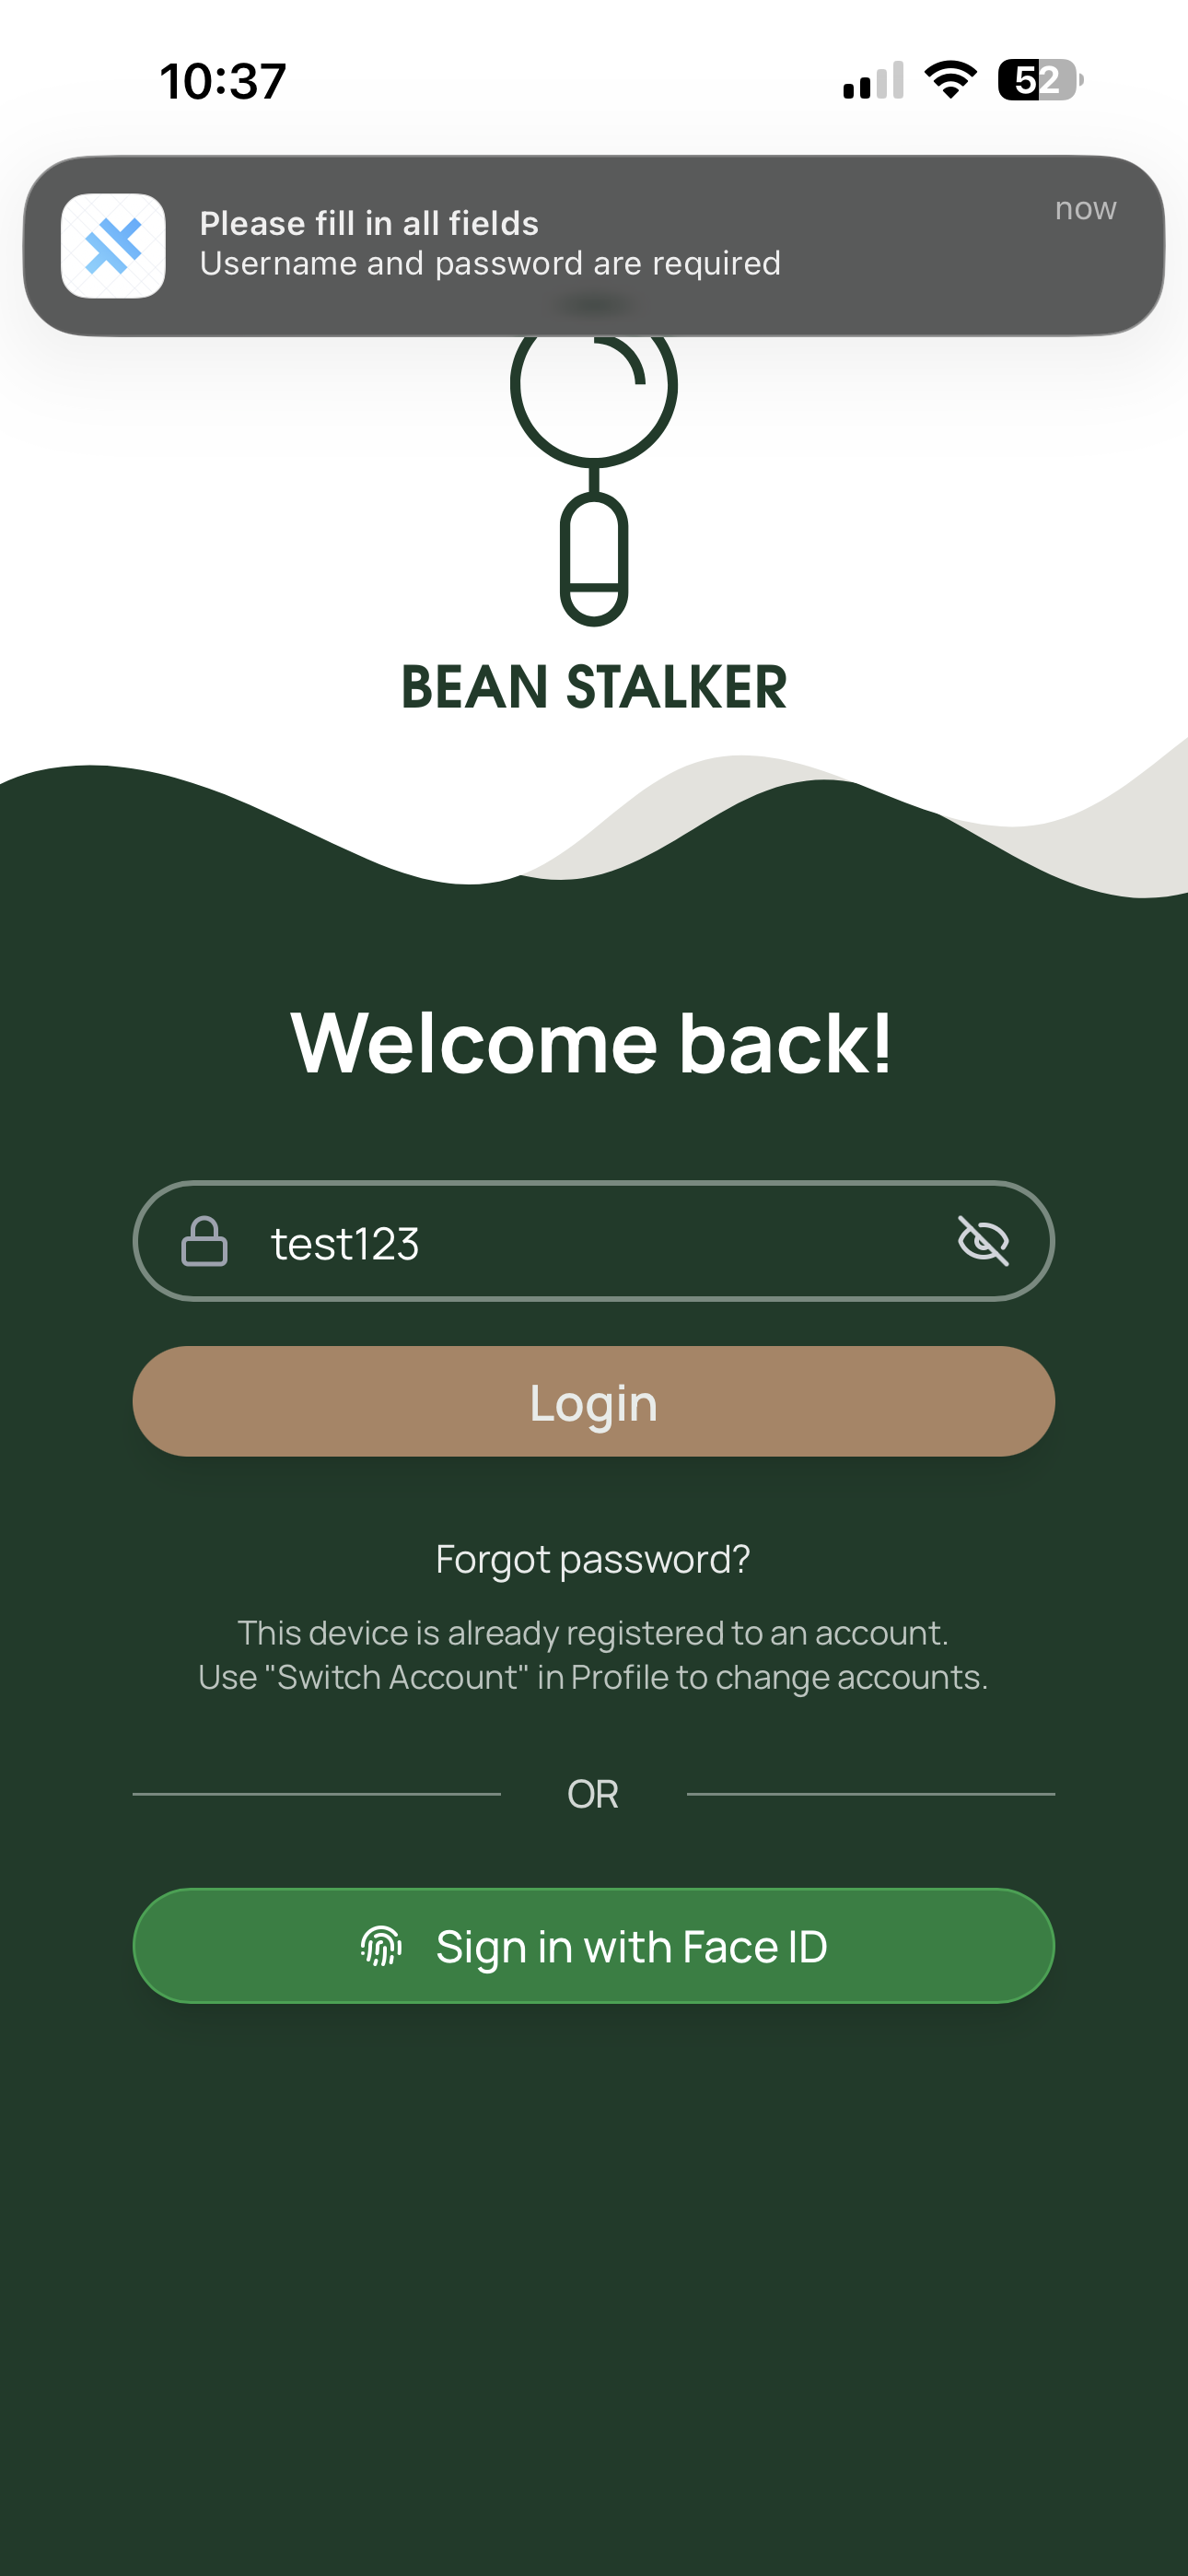 10:37
52
Please fill in all fields
now
Username and password are required
BEAN STALKER
Welcome back!
test123
Login
Forgot password?
This device is already registered to an account.
Use "Switch Account" in Profile to change accounts.
OR
Sign in with Face ID